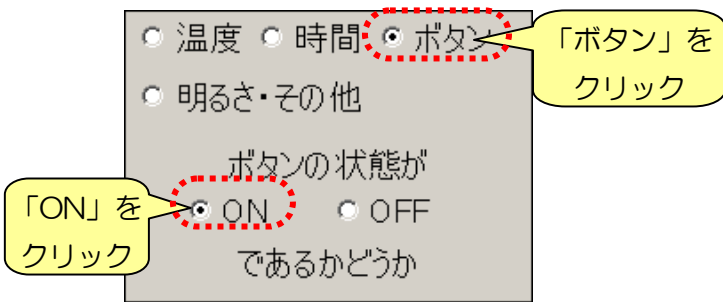 温度 時間 ボタン
「ボタン」を
クリック
明るさ・その他
ボタンの状態が
「ON」を
クリック
ON OFF
であるかどうか